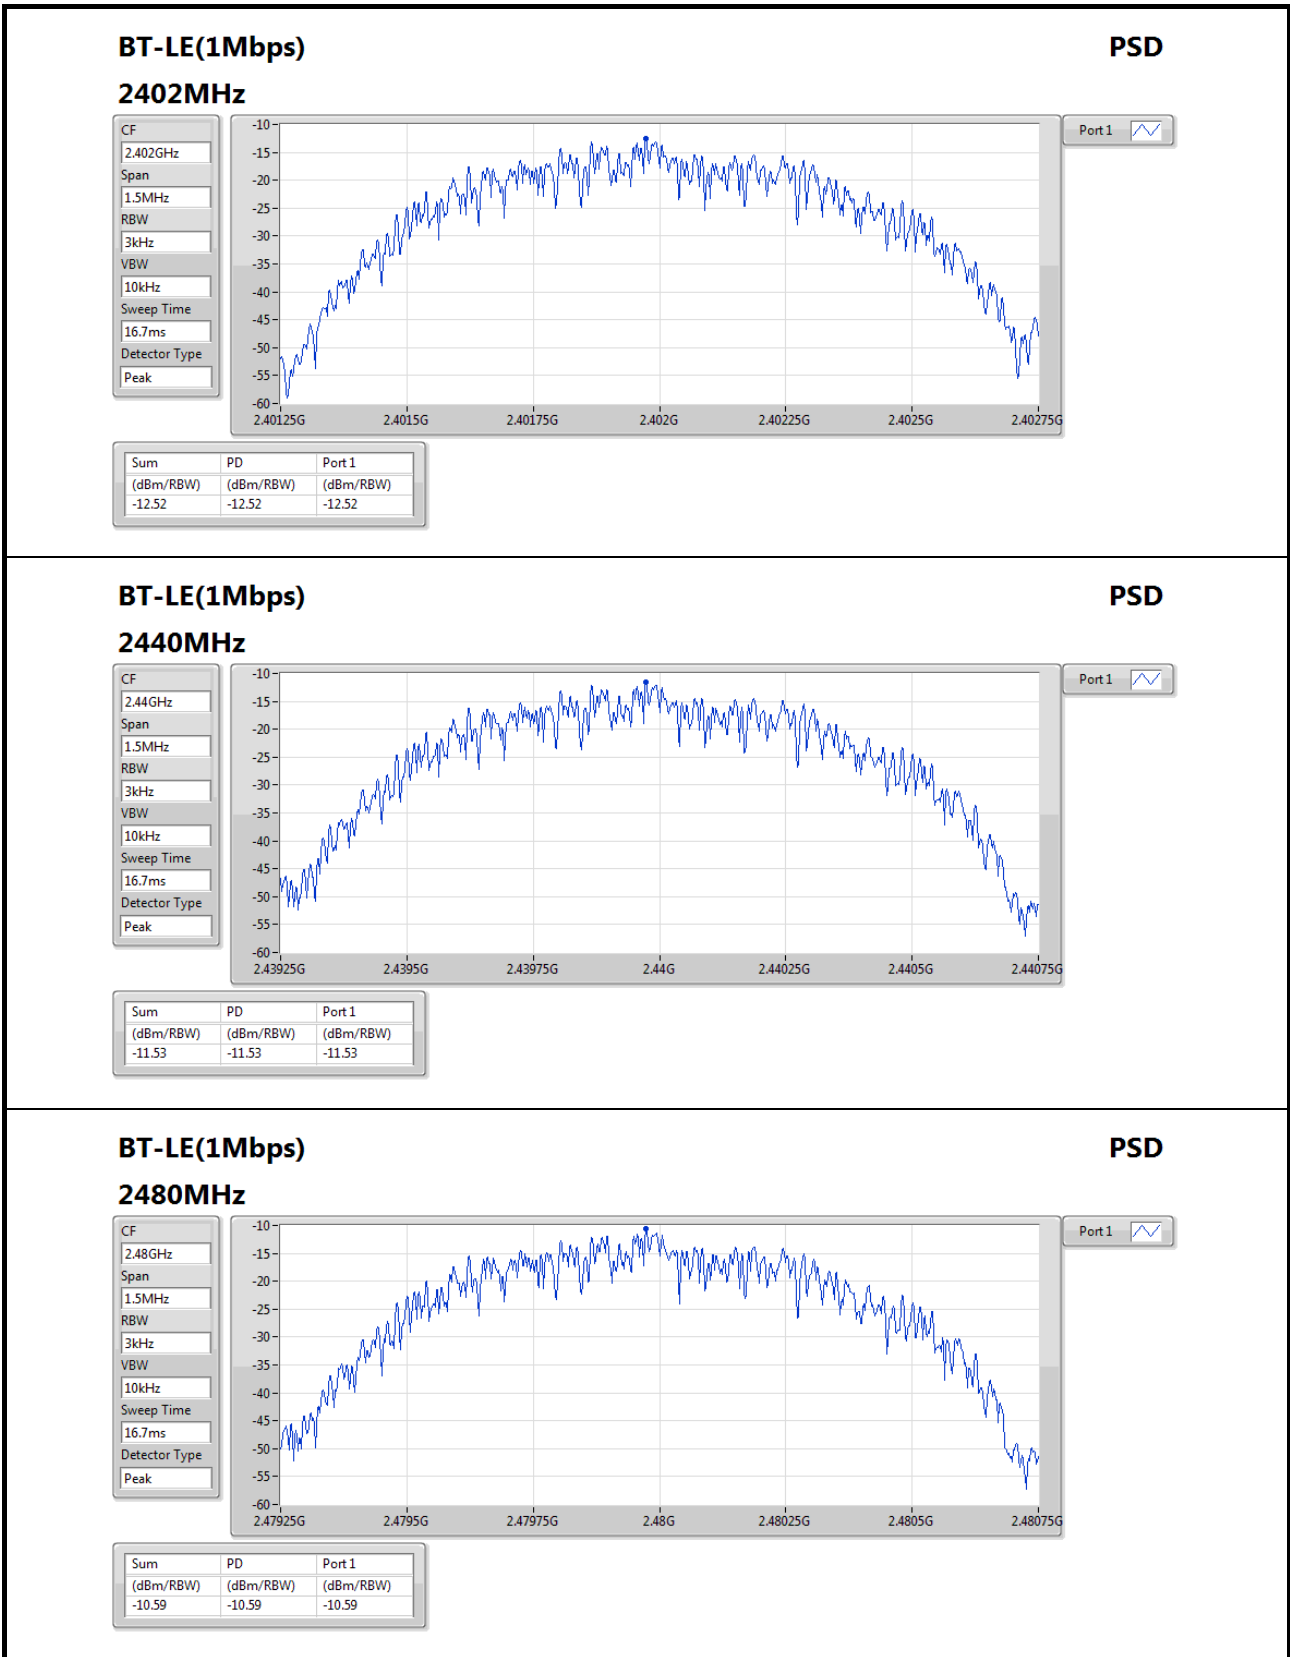 BT-LE(1Mbps) PSD
2402MHz
CF
2.402GHz
Span
1.5MHz
RBW
3kHz
VBW
10kHz
Sweep Time
16.7ms
Detector Type
Peak
-10
-15
-20
-25
-30
-35
-40
-45
-50
-55
-60
2.40125G 2.4015G 2.40175G 2.402G 2.40225G 2.4025G 2.40275G
Port 1
Sum PD Port 1
(dBm/RBW) (dBm/RBW) (dBm/RBW)
-12.52 -12.52 -12.52
BT-LE(1Mbps) PSD
2440MHz
CF
2.44GHz
Span
1.5MHz
RBW
3kHz
VBW
10kHz
Sweep Time
16.7ms
Detector Type
Peak
-10
-15
-20
-25
-30
-35
-40
-45
-50
-55
-60
2.43925G 2.4395G 2.43975G 2.44G 2.44025G 2.4405G 2.44075G
Port 1
Sum PD Port 1
(dBm/RBW) (dBm/RBW) (dBm/RBW)
-11.53 -11.53 -11.53
BT-LE(1Mbps) PSD
2480MHz
CF
2.48GHz
Span
1.5MHz
RBW
3kHz
VBW
10kHz
Sweep Time
16.7ms
Detector Type
Peak
-10
-15
-20
-25
-30
-35
-40
-45
-50
-55
-60
2.47925G 2.4795G 2.47975G 2.48G 2.48025G 2.4805G 2.48075G
Port 1
Sum PD Port 1
(dBm/RBW) (dBm/RBW) (dBm/RBW)
-10.59 -10.59 -10.59